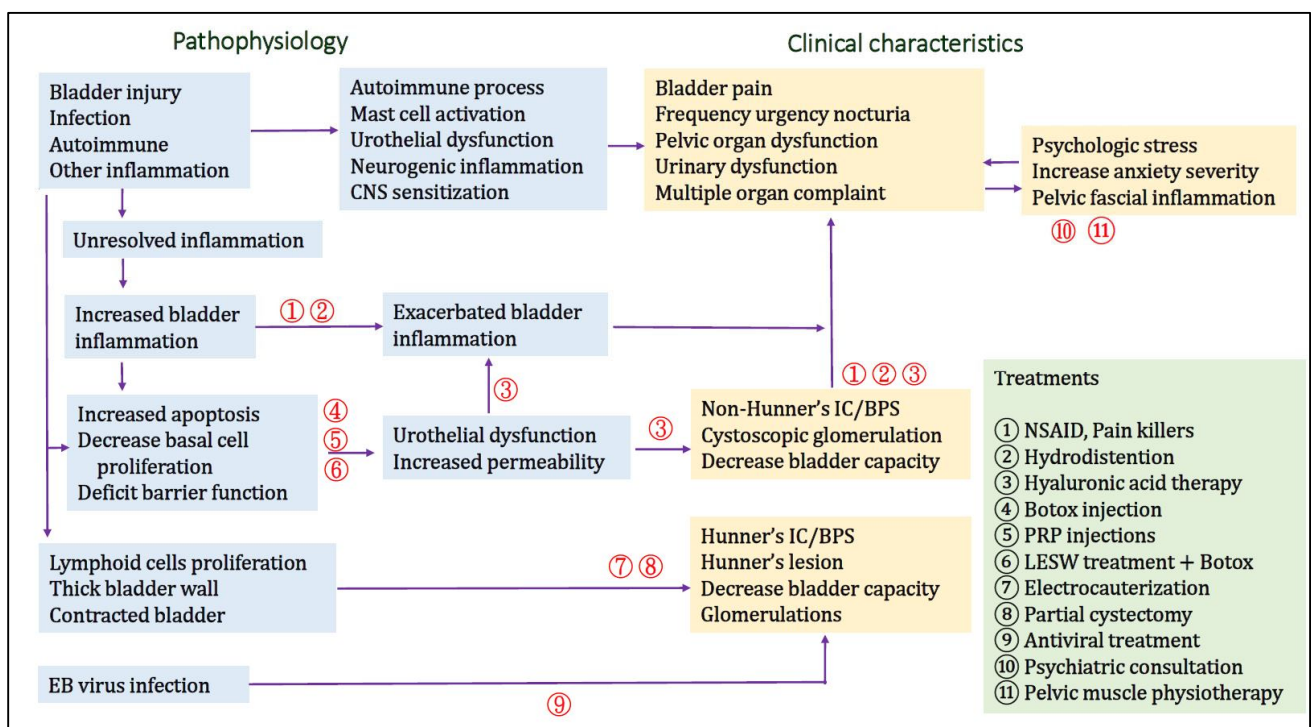 Pathophysiology
Clinical characteristics
Bladder injury
Infection
Autoimmune
Other inflammation
Autoimmune process
Mast cell activation
Urothelial dysfunction
Neurogenic inflammation
CNS sensitization
Bladder pain
Frequency urgency nocturia
Pelvic organ dysfunction
Urinary dysfunction
Multiple organ complaint
Psychologic stress
Increase anxiety severity
Pelvic fascial inflammation
⑩ ⑪
Unresolved inflammation
Increased bladder
inflammation
① ②
Exacerbated bladder
inflammation
③
① ② ③
Increased apoptosis
Decrease basal cell
proliferation
Deficit barrier function
④
⑤
⑥
Urothelial dysfunction
Increased permeability
③
Non-Hunner's IC/BPS
Cystoscopic glomerulation
Decrease bladder capacity
Lymphoid cells proliferation
Thick bladder wall
Contracted bladder
⑦ ⑧
Hunner's IC/BPS
Hunner's lesion
Decrease bladder capacity
Glomerulations
EB virus infection
⑨
Treatments
① NSAID, Pain killers
② Hydrodistention
③ Hyaluronic acid therapy
④ Botox injection
⑤ PRP injections
⑥ LESW treatment + Botox
⑦ Electrocauterization
⑧ Partial cystectomy
⑨ Antiviral treatment
⑩ Psychiatric consultation
⑪ Pelvic muscle physiotherapy